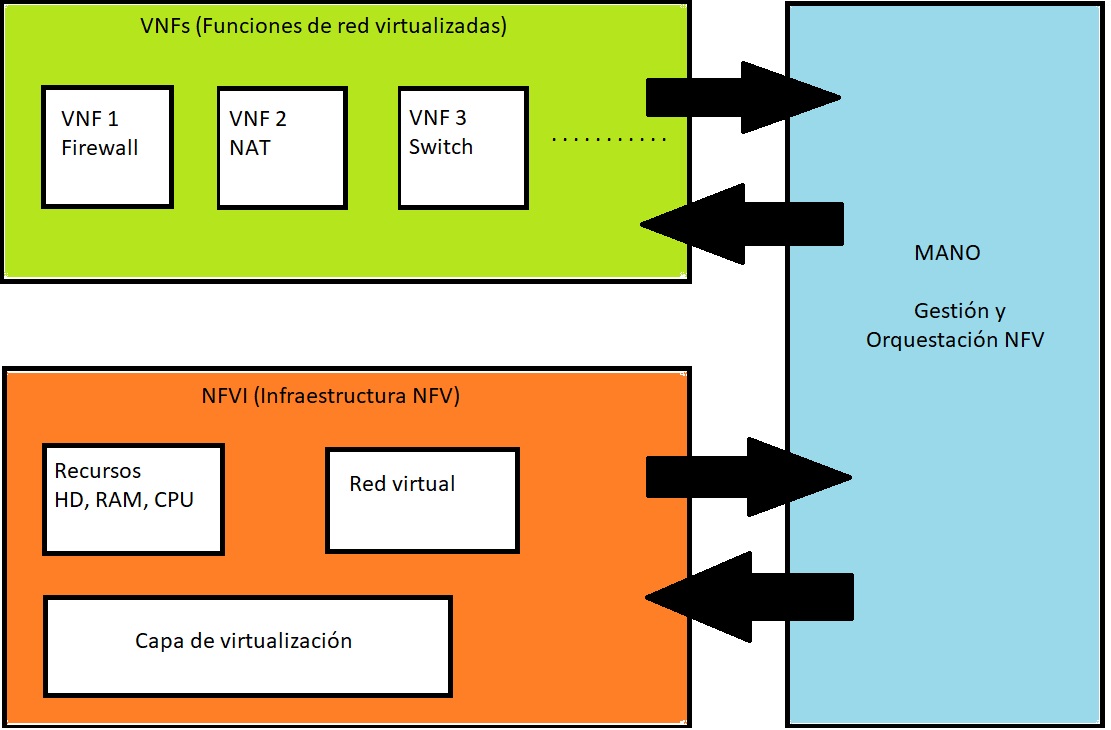 VNFs (Funciones de red virtualizadas)
VNF 1
Firewall
VNF 2
NAT
VNF 3
Switch
...........
MANO
Gestión y
Orquestación NFV
NFVI (Infraestructura NFV)
Recursos
HD, RAM, CPU
Red virtual
Capa de virtualización